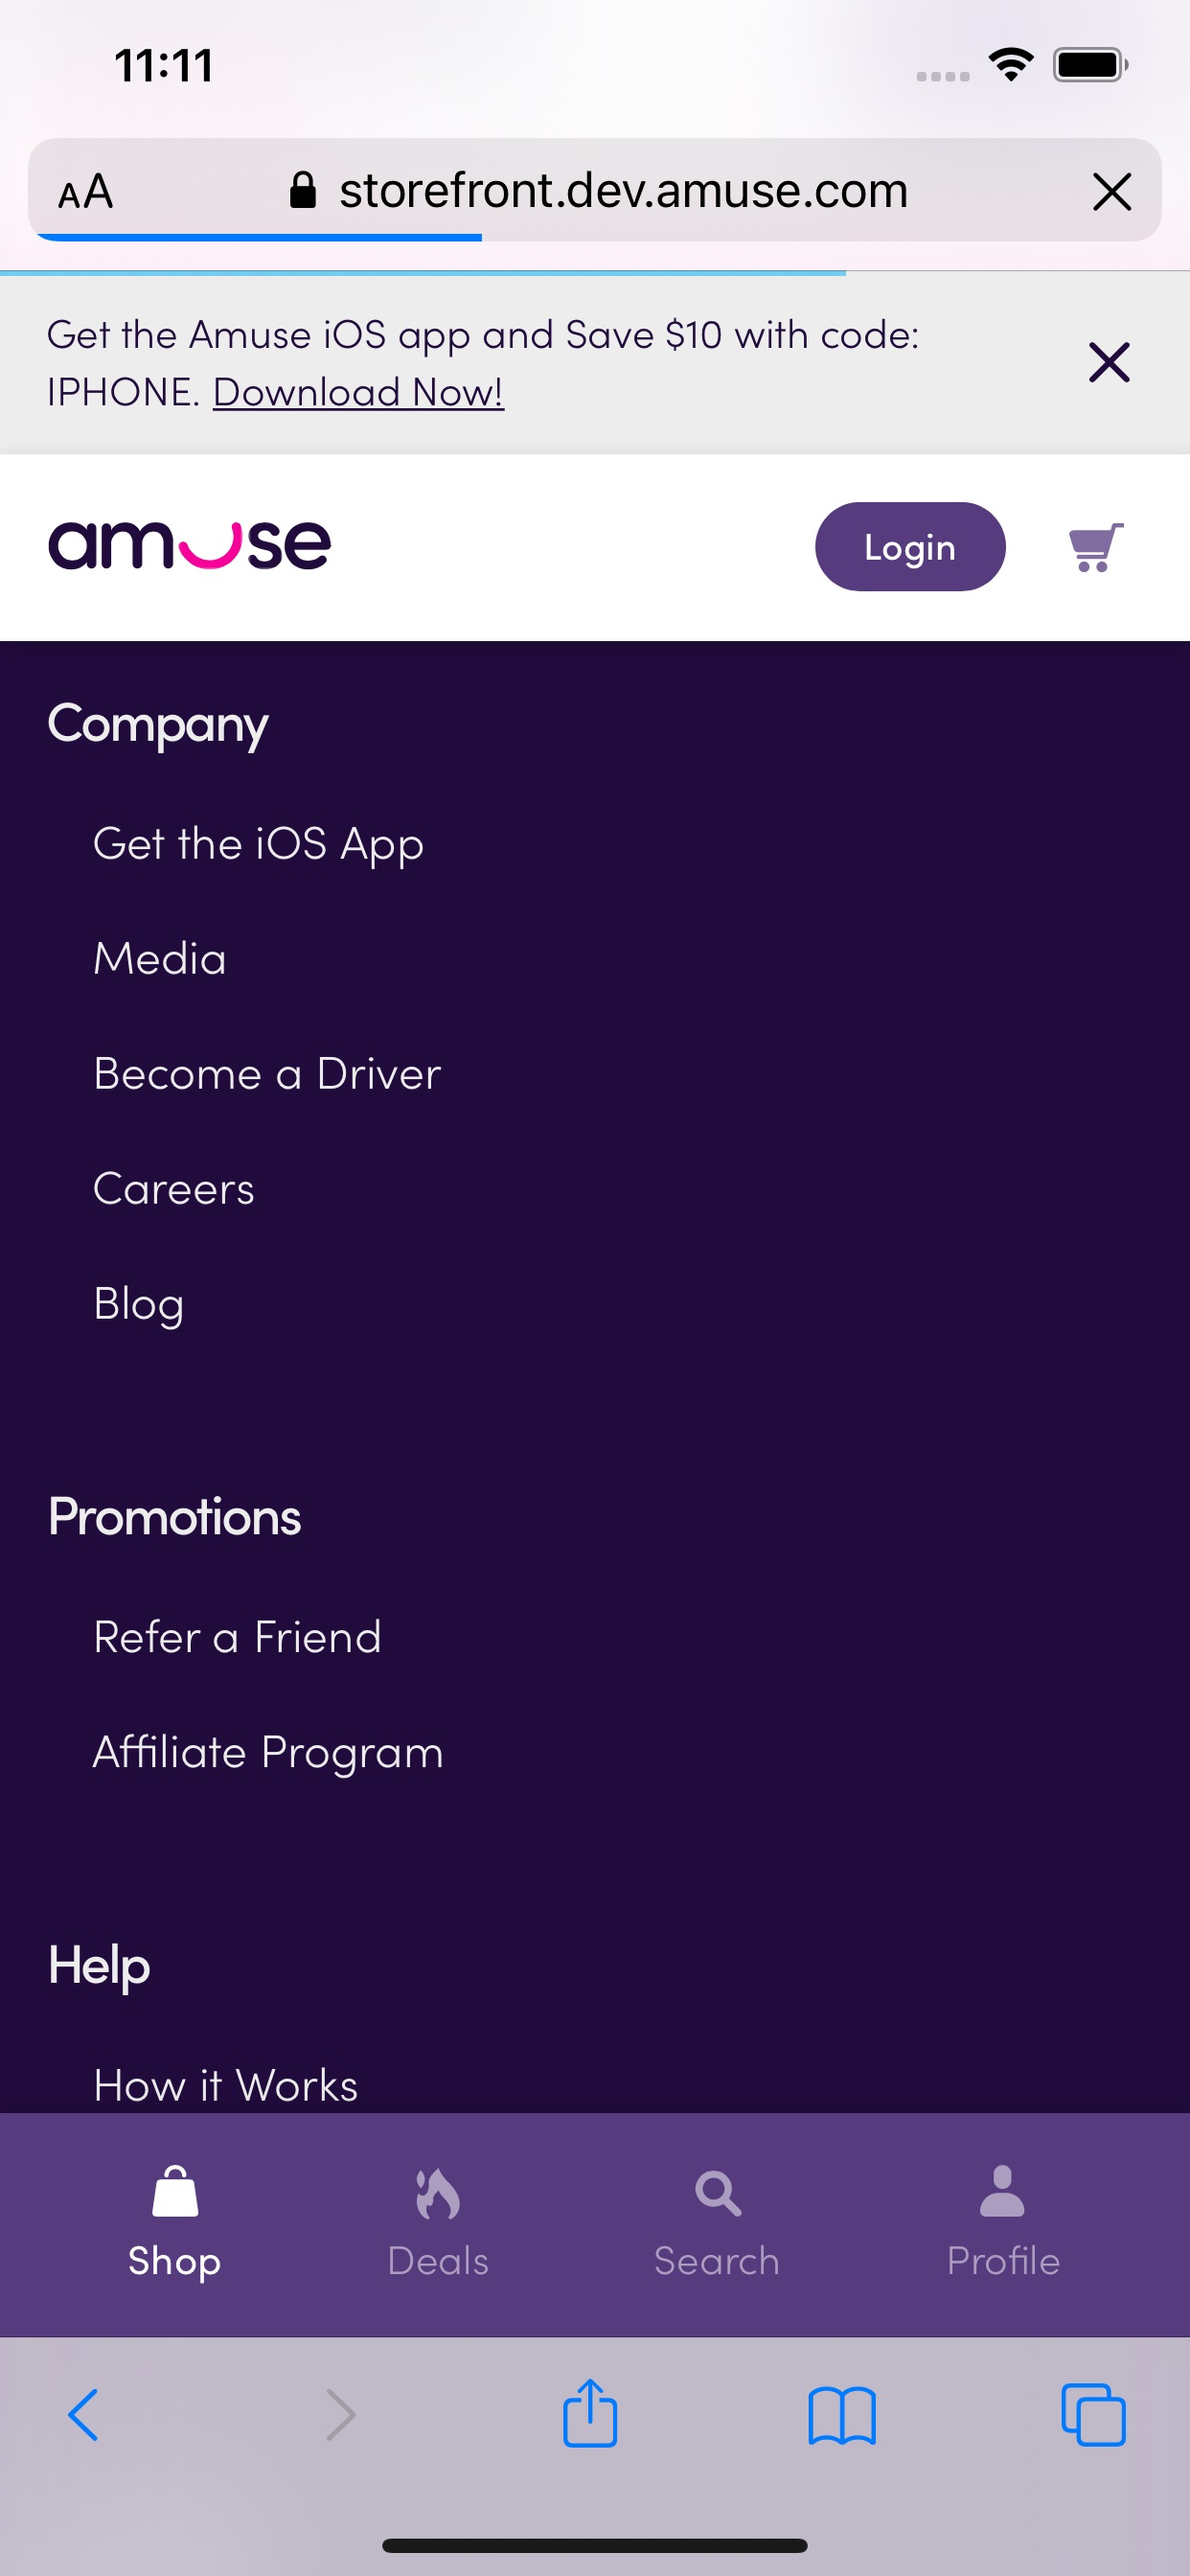 11:11
AA storefront.dev.amuse.com
Get the Amuse iOS app and Save $10 with code:
IPHONE. Download Now!
amuse
Login
Company
Get the iOS App
Media
Become a Driver
Careers
Blog
Promotions
Refer a Friend
Affiliate Program
Help
How it Works
Shop Deals Search Profile